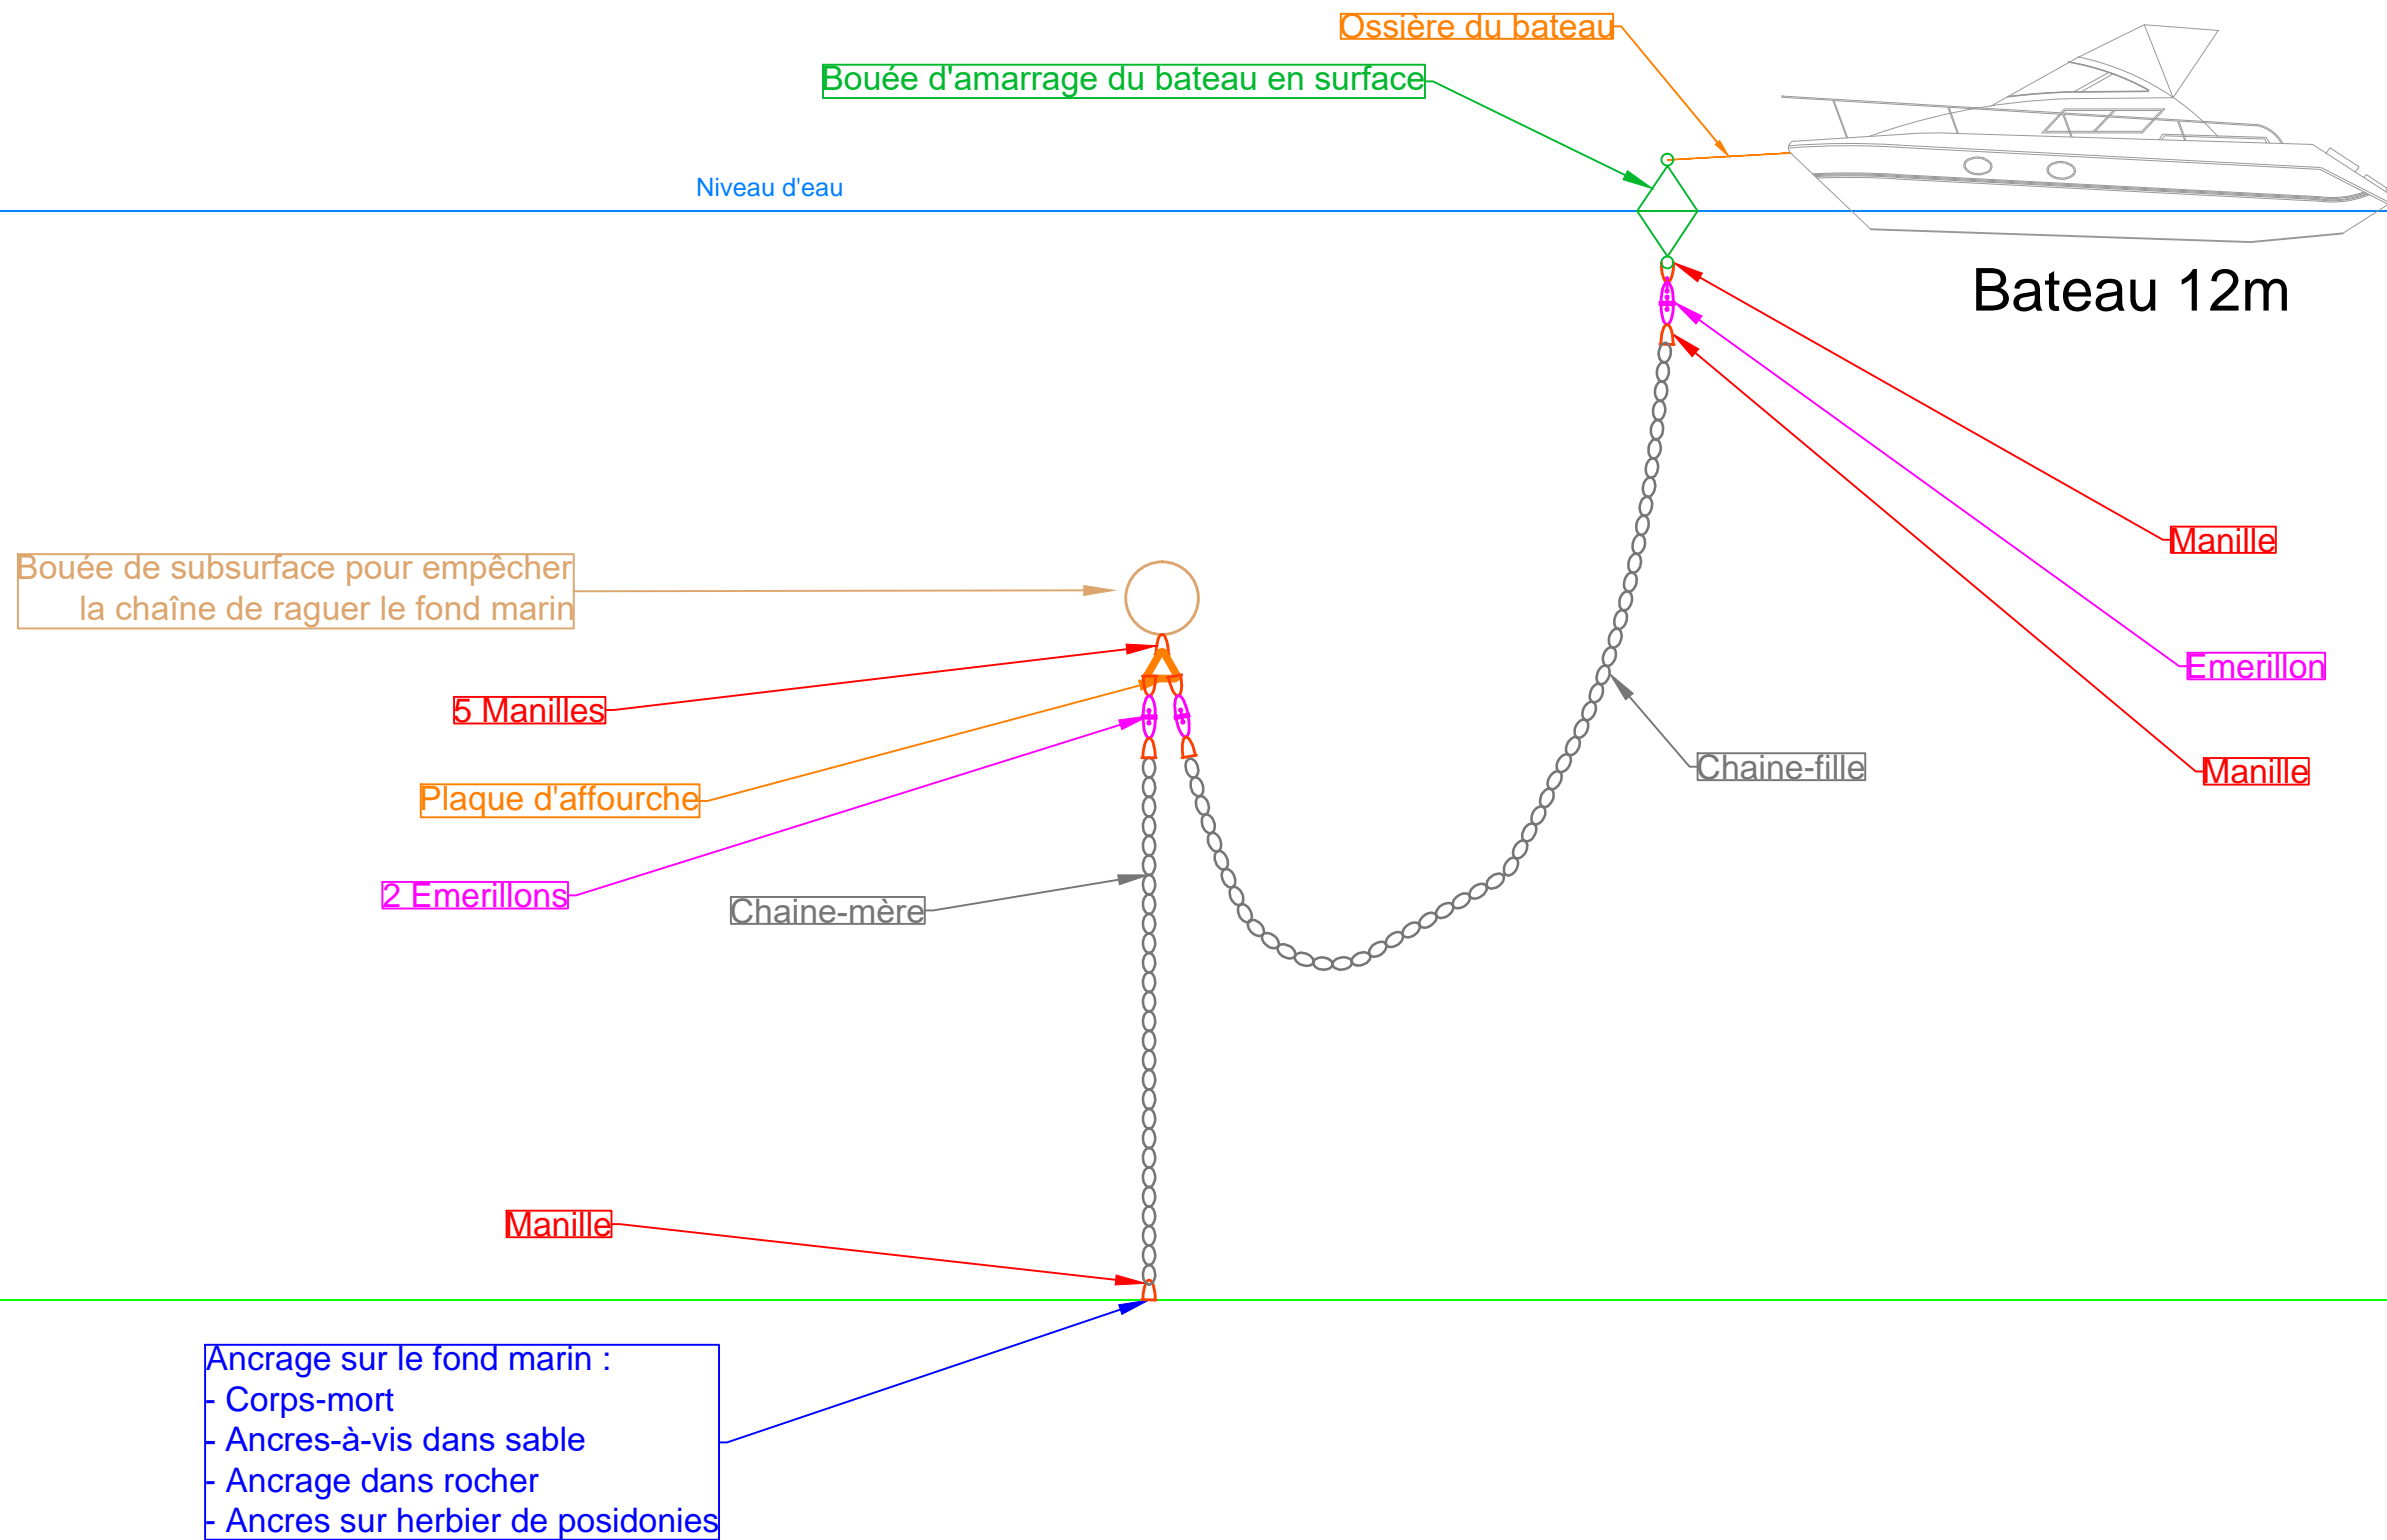 Ossière du bateau
Bouée d'amarrage du bateau en surface
Niveau d'eau
Bateau 12m
Manille
Bouée de subsurface pour empêcher
la chaîne de raguer le fond marin
Emerillon
5 Manilles
Chaine-fille
Manille
Plaque d'affourche
2 Emerillons
Chaine-mère
Manille
Ancrage sur le fond marin :
- Corps-mort
- Ancres-à-vis dans sable
- Ancrage dans rocher
- Ancres sur herbier de posidonies